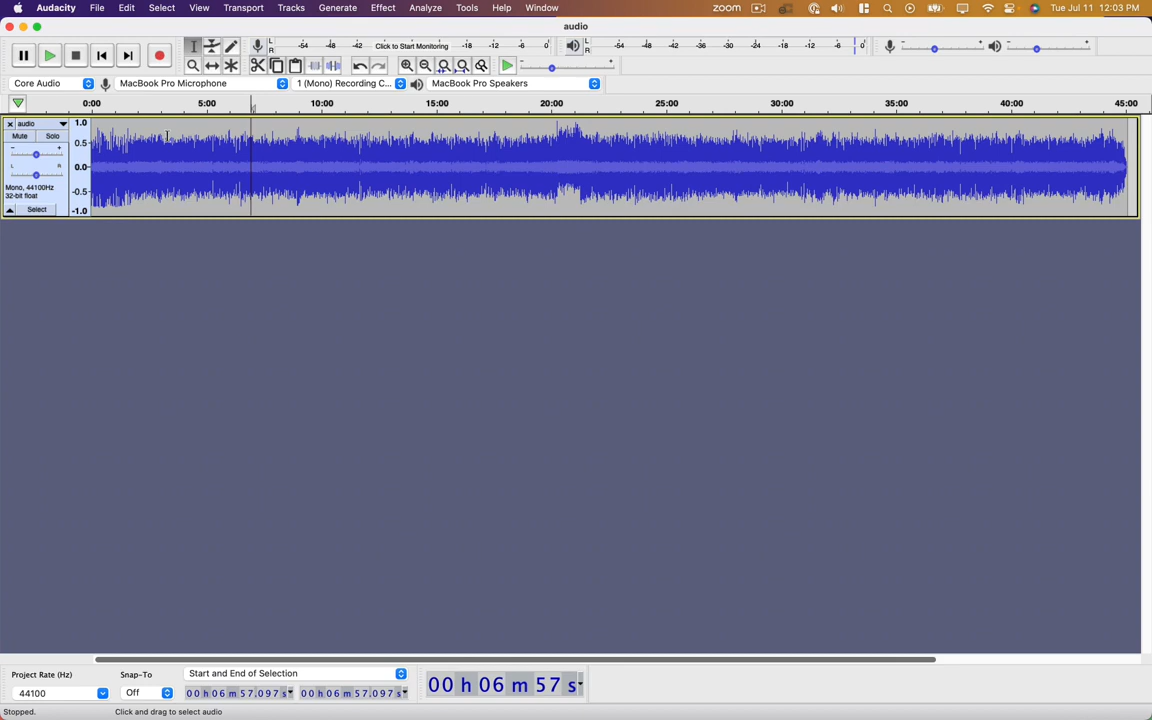 Audacity File Edit Select View Transport Tracks Generate Effect Analyze Tools Help Window zoom Tue Jul 11 12:03 PM
audio
L R -54 -48 -42 Click to Start Monitoring -18 -12 -6 0 L R -54 -48 -42 -36 -30 -24 -18 -12 -6 0 - + - +
- +
Core Audio MacBook Pro Microphone 1 (Mono) Recording C... MacBook Pro Speakers
0:00 5:00 10:00 15:00 20:00 25:00 30:00 35:00 40:00 45:00
audio 1.0
Mute Solo 0.5
- +
L R 0.0
Mono, 44100Hz -0.5
32-bit float
Select -1.0
Project Rate (Hz) Snap-To Start and End of Selection
44100 Off 00 h 06 m 57.097 s 00 h 06 m 57.097 s 00 h 06 m 57 s
Stopped. Click and drag to select audio